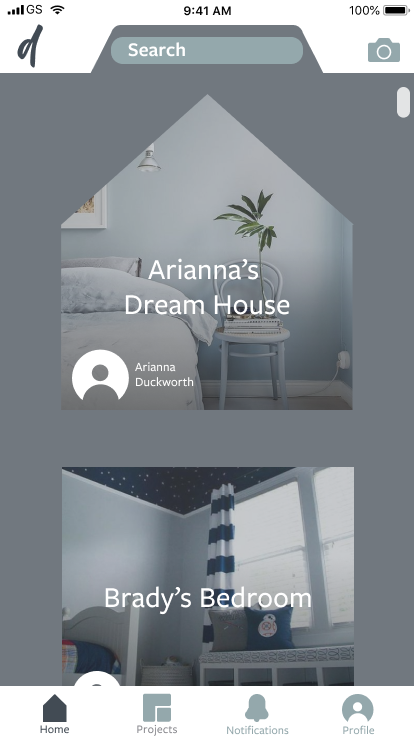 GS
9:41 AM
100%
d
Search
Arianna's
Dream House
Arianna
Duckworth
Brady's Bedroom
Home
Projects
Notifications
Profile